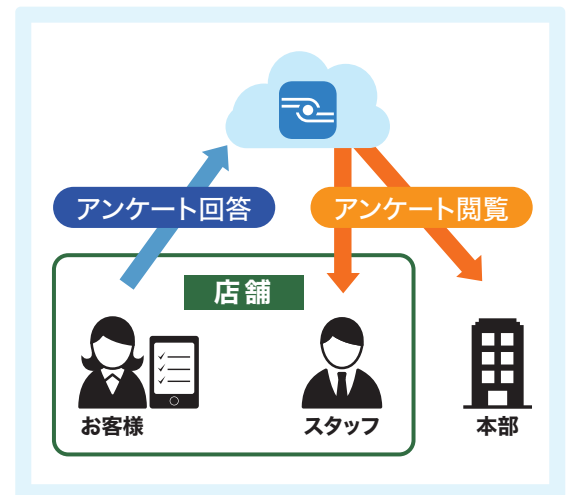 アンケート回答
アンケート閲覧
店舗
お客様
スタッフ
本部